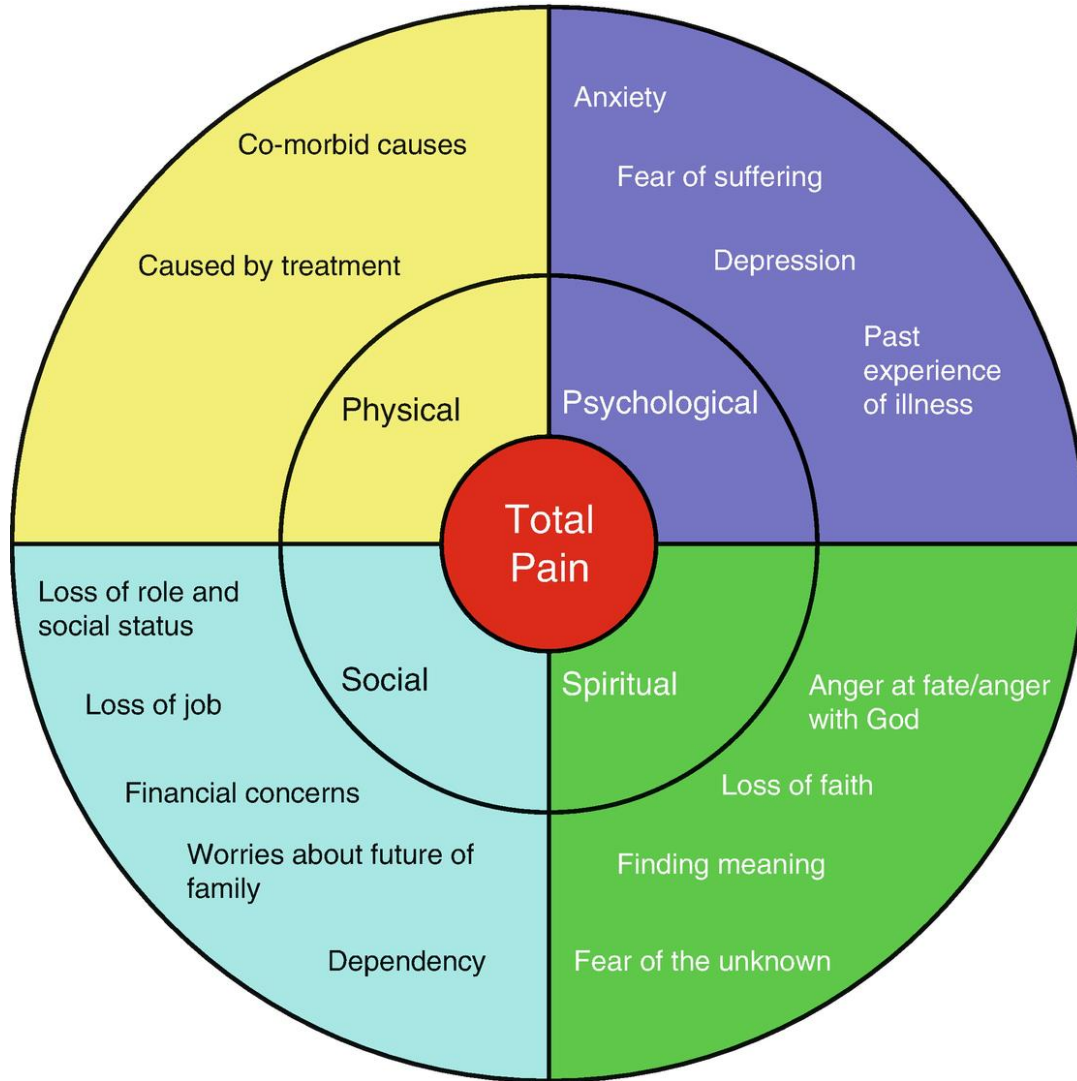 Co-morbid causes
Caused by treatment
Physical
Anxiety
Fear of suffering
Depression
Past
experience
of illness
Psychological
Total
Pain
Loss of role and
social status
Social
Loss of job
Financial concerns
Worries about future of
family
Dependency
Spiritual
Anger at fate/anger
with God
Loss of faith
Finding meaning
Fear of the unknown